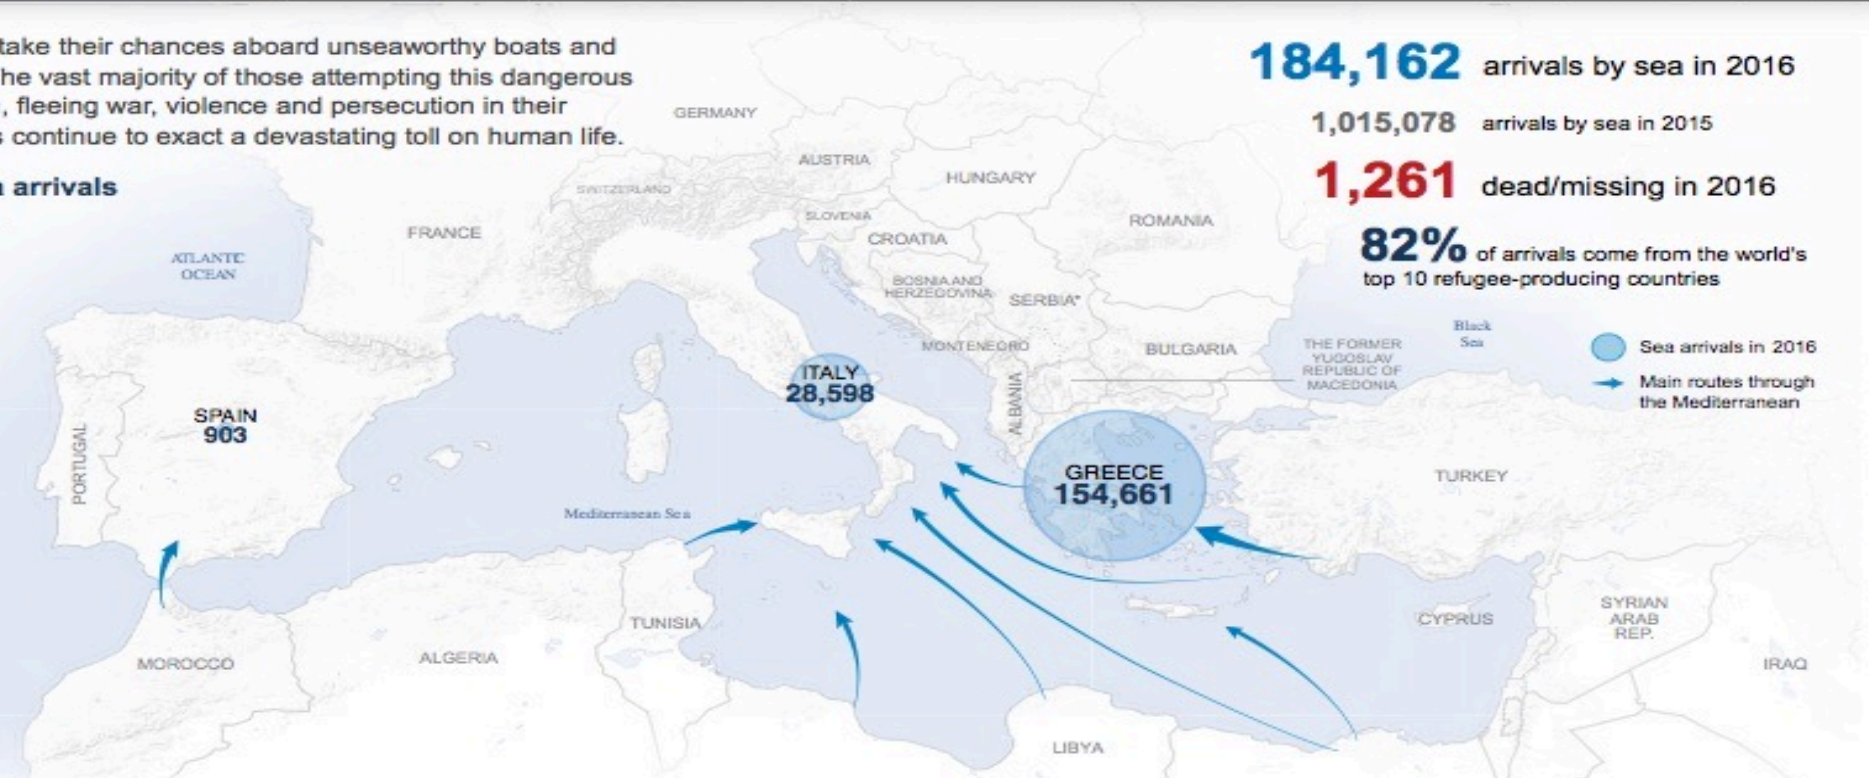 take their chances aboard unseaworthy boats and
he vast majority of those attempting this dangerous
, fleeing war, violence and persecution in their
s continue to exact a devastating toll on human life.
arrivals
184,162 arrivals by sea in 2016
1,015,078 arrivals by sea in 2015
1,261 dead/missing in 2016
82% of arrivals come from the world's
top 10 refugee-producing countries
Sea arrivals in 2016
Main routes through
the Mediterranean
GERMANY
AUSTRIA
HUNGARY
SWITZERLAND
SLOVENIA
ROMANIA
FRANCE
CROATIA
ATLANTIC
OCEAN
BOSNIA AND
HERZEGOVINA
SERBIA*
Black
Sea
MONTENEGRO
BULGARIA
THE FORMER
YUGOSLAV
REPUBLIC OF
MACEDONIA
ITALY
28,598
ALBANIA
SPAIN
903
PORTUGAL
GREECE
154,661
TURKEY
Mediterranean Sea
TUNISIA
CYPRUS
SYRIAN
ARAB
REP.
MOROCCO
ALGERIA
IRAQ
LIBYA